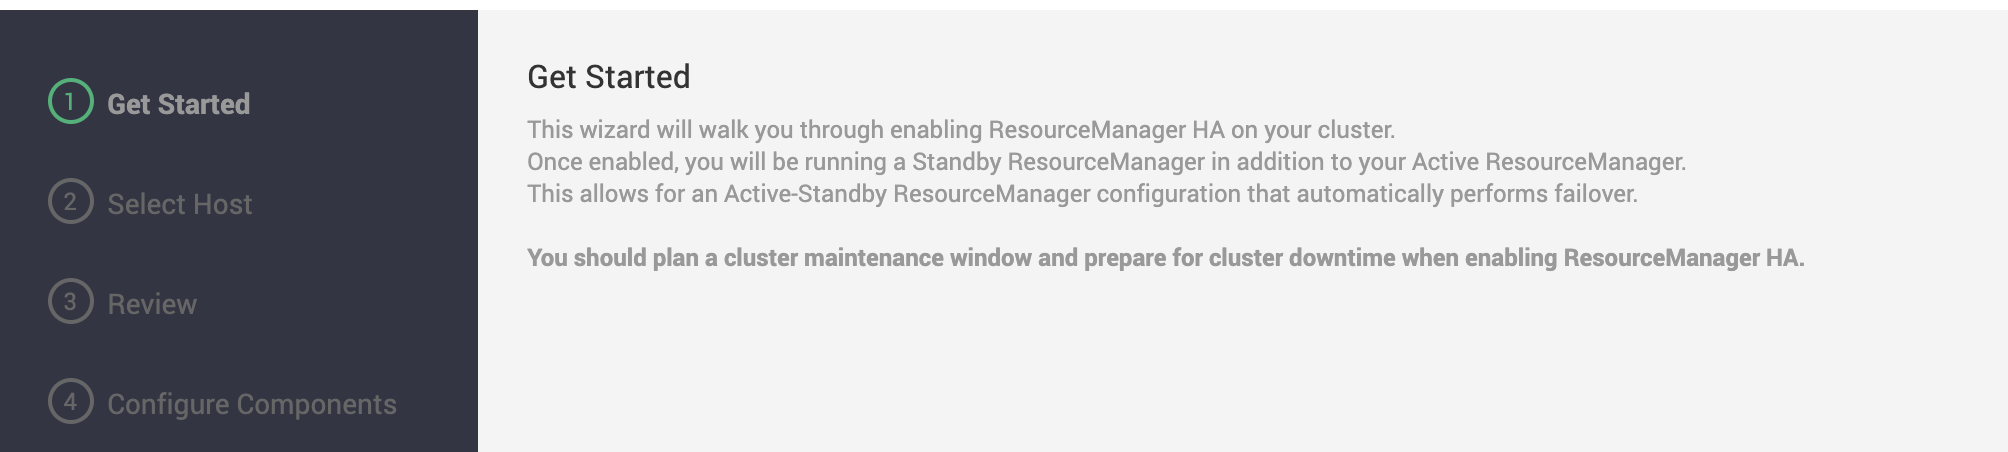 1 Get Started
2 Select Host
3 Review
4 Configure Components
Get Started
This wizard will walk you through enabling ResourceManager HA on your cluster.
Once enabled, you will be running a Standby ResourceManager in addition to your Active ResourceManager.
This allows for an Active-Standby ResourceManager configuration that automatically performs failover.
You should plan a cluster maintenance window and prepare for cluster downtime when enabling ResourceManager HA.